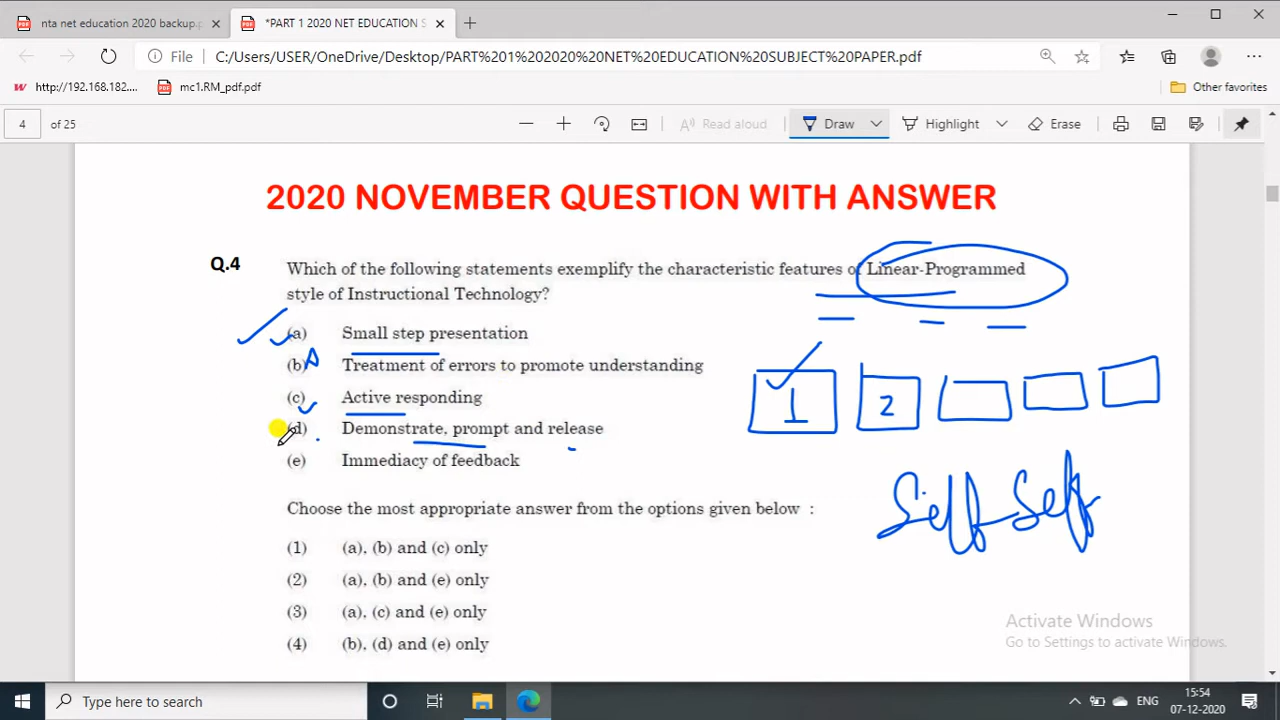 nta net education 2020 backup.p
*PART 1 2020 NET EDUCATION S
File C:/Users/USER/OneDrive/Desktop/PART%201%202020%20NET%20EDUCATION%20SUBJECT%20PAPER.pdf
http://192.168.182.... mc1.RM_pdf.pdf Other favorites
4 of 25 Read aloud Draw Highlight Erase
2020 NOVEMBER QUESTION WITH ANSWER
Q.4 Which of the following statements exemplify the characteristic features of Linear-Programmed
style of Instructional Technology?
(a) Small step presentation
(b) Treatment of errors to promote understanding
(c) Active responding
(d) Demonstrate, prompt and release
(e) Immediacy of feedback
1 2
Self Self
Choose the most appropriate answer from the options given below :
(1) (a), (b) and (c) only
(2) (a), (b) and (e) only
(3) (a), (c) and (e) only
(4) (b), (d) and (e) only
Activate Windows
Go to Settings to activate Windows.
Type here to search
ENG
15:54
07-12-2020